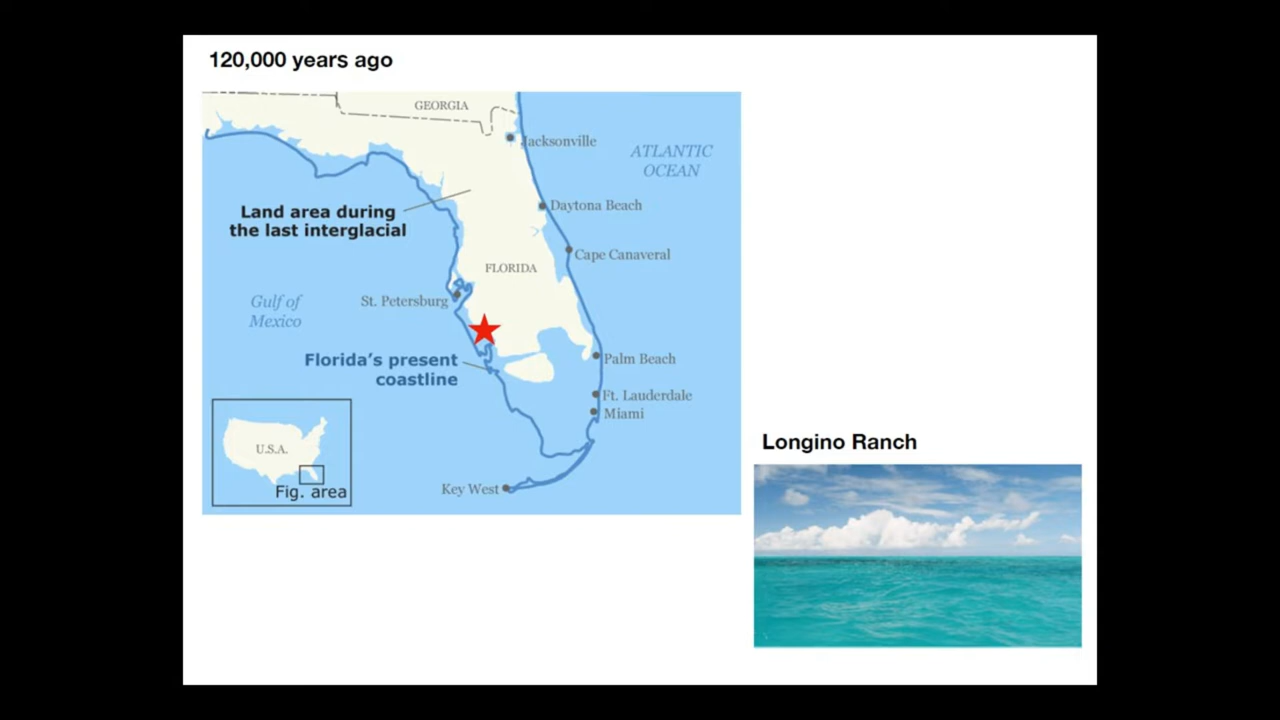 120,000 years ago
GEORGIA
Jacksonville
ATLANTIC
OCEAN
Land area during
the last interglacial
Daytona Beach
Cape Canaveral
FLORIDA
Gulf of
Mexico
St. Petersburg
Florida's present
coastline
Palm Beach
Ft. Lauderdale
Miami
U.S.A.
Fig. area
Key West
Longino Ranch